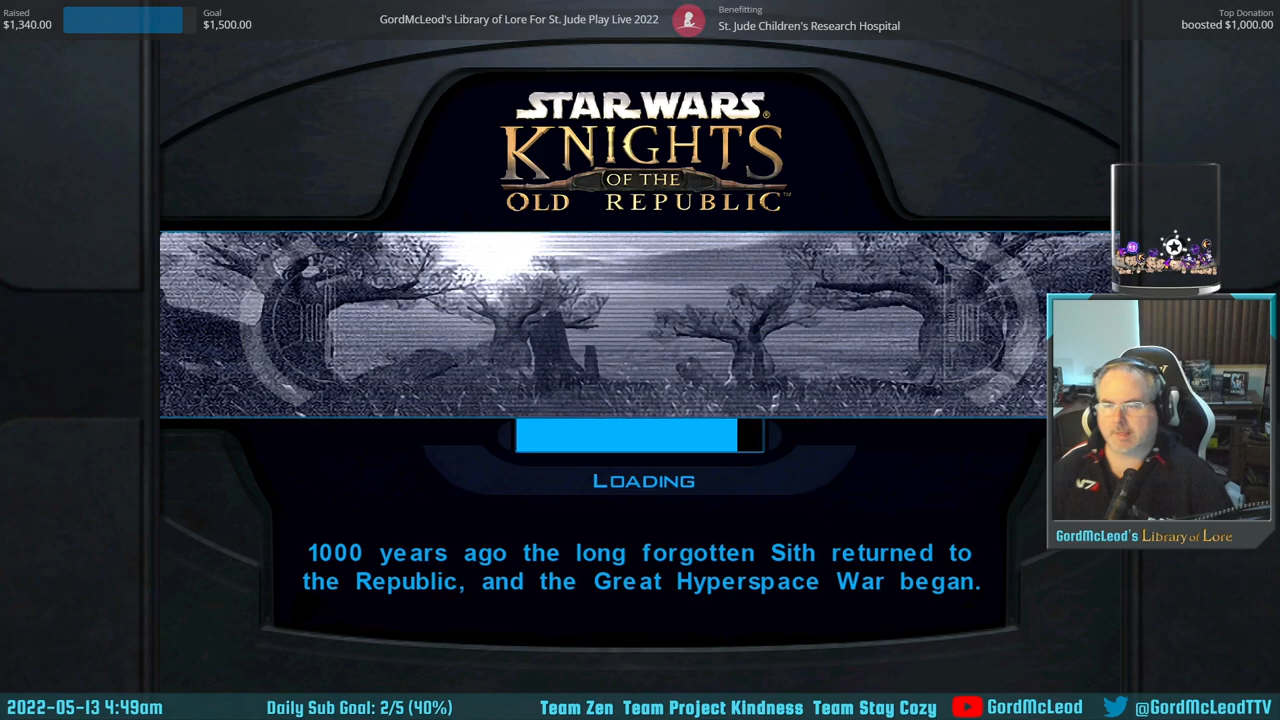 Raised
$1,340.00
Goal
$1,500.00
GordMcLeod's Library of Lore For St. Jude Play Live 2022
Benefitting
St. Jude Children's Research Hospital
Top Donation
boosted $1,000.00
STAR WARS®
KNIGHTS
OF THE
OLD REPUBLIC™
LOADING
1000 years ago the long forgotten Sith returned to
the Republic, and the Great Hyperspace War began.
N7
GordMcLeod's Library of Lore
2022-05-13 4:49am
Daily Sub Goal: 2/5 (40%)
Team Zen Team Project Kindness Team Stay Cozy
GordMcLeod
@GordMcLeodTTV